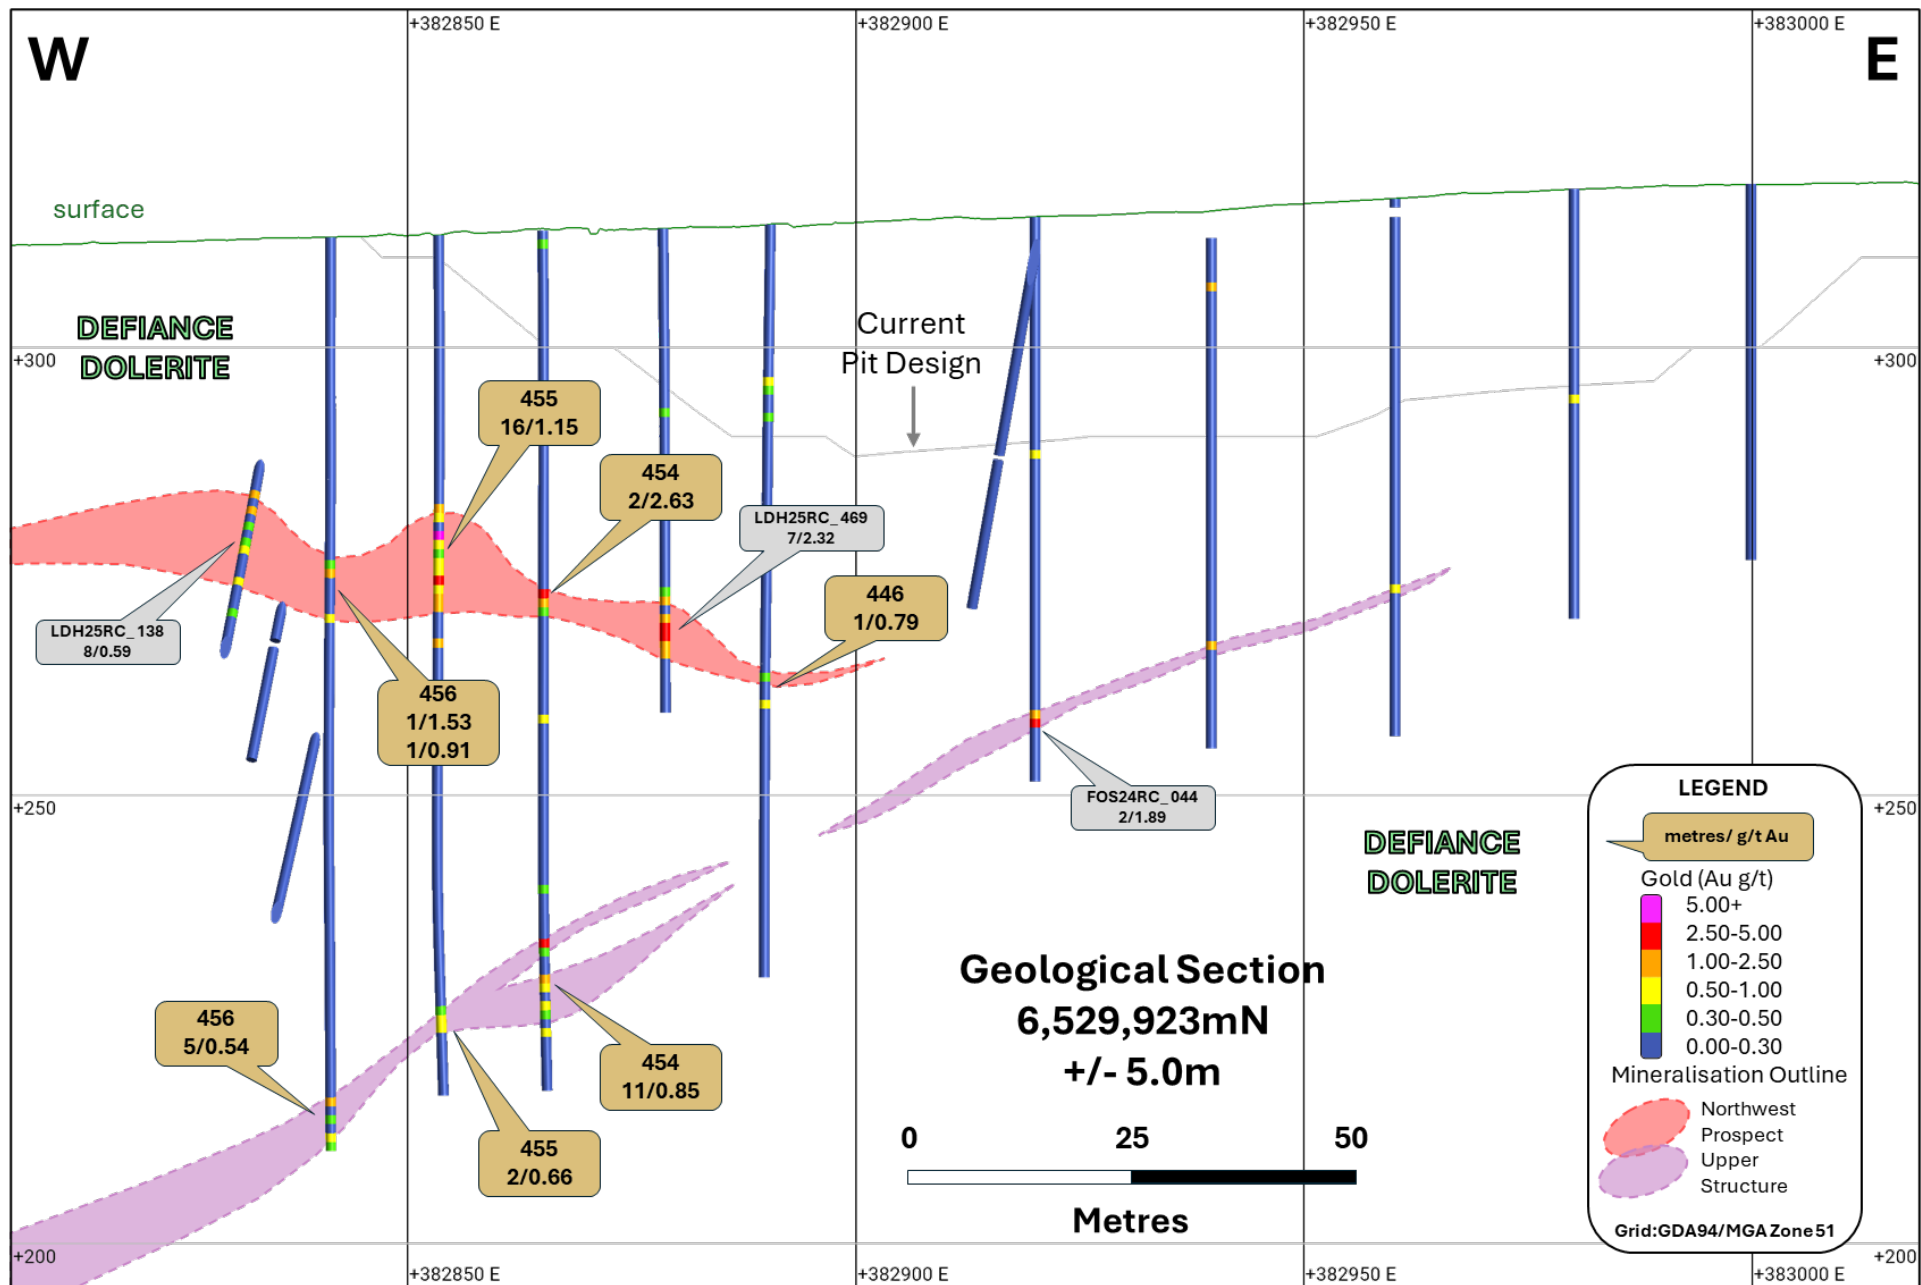 +382850 E
+382900 E
+382950 E
+383000 E
W
E
surface
DEFIANCE
DOLERITE
Current
Pit Design
+300
+300
455
16/1.15
454
2/2.63
LDH25RC_469
7/2.32
446
1/0.79
LDH25RC_138
8/0.59
456
1/1.53
1/0.91
FOS24RC_044
2/1.89
+250
+250
DEFIANCE
DOLERITE
456
5/0.54
454
11/0.85
455
2/0.66
Geological Section
6,529,923mN
+/- 5.0m
0
25
50
Metres
LEGEND
metres/ g/t Au
Gold (Au g/t)
5.00+
2.50-5.00
1.00-2.50
0.50-1.00
0.30-0.50
0.00-0.30
Mineralisation Outline
Northwest
Prospect
Upper
Structure
Grid:GDA94/MGA Zone 51
+200
+200
+382850 E
+382900 E
+382950 E
+383000 E